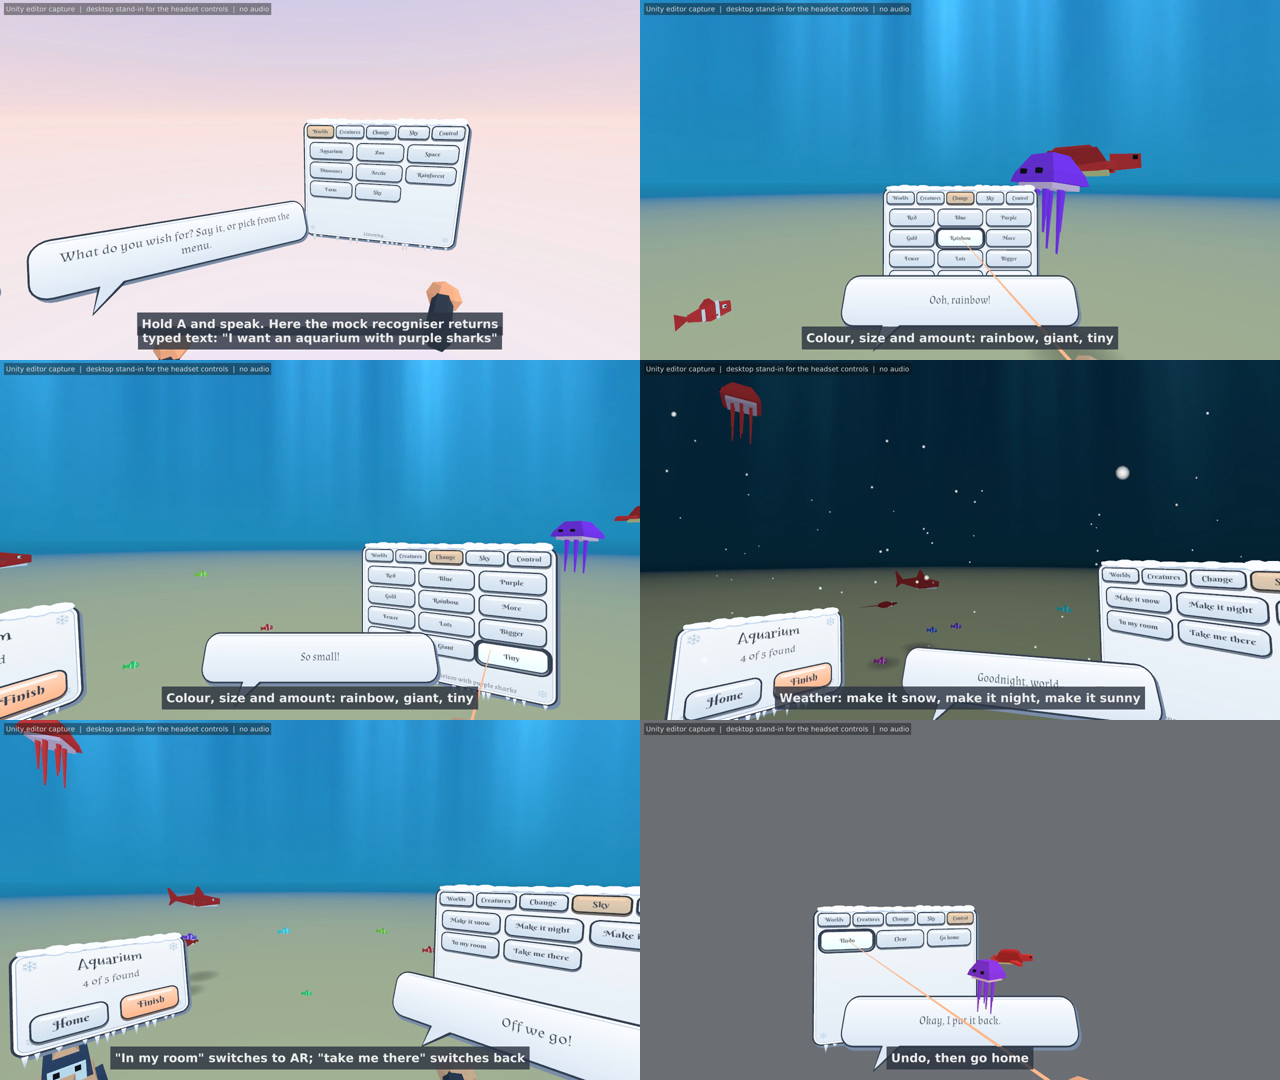 Unity editor capture | desktop stand-in for the headset controls | no audio
Worlds Creatures Change Sky Control
Aquarium Zoo Space
Dinosaurs Arctic Rainforest
Farm Sky
Listening...
What do you wish for? Say it, or pick from the
menu.
Hold A and speak. Here the mock recogniser returns
typed text: "I want an aquarium with purple sharks"
Unity editor capture | desktop stand-in for the headset controls | no audio
Worlds Creatures Change Sky Control
Red Blue Purple
Gold Rainbow More
Fewer Lots Bigger
Ooh, rainbow!
Colour, size and amount: rainbow, giant, tiny
Unity editor capture | desktop stand-in for the headset controls | no audio
Worlds Creatures Change Sky Control
Red Blue Purple
Gold Rainbow More
Fewer Lots Bigger
Giant Tiny
So small!
Finish
purple sharks
Colour, size and amount: rainbow, giant, tiny
Unity editor capture | desktop stand-in for the headset controls | no audio
Worlds Creatures Change S
Make it snow Make it night
In my room Take me there
Aquarium
4 of 5 found
Home Finish
Goodnight, world
Weather: make it snow, make it night, make it sunny
Unity editor capture | desktop stand-in for the headset controls | no audio
Worlds Creatures Change Sky
Make it snow Make it night Make i
In my room Take me there
Aquarium
4 of 5 found
Home Finish
Off we go!
"In my room" switches to AR; "take me there" switches back
Unity editor capture | desktop stand-in for the headset controls | no audio
Worlds Creatures Change Sky Control
Undo Clear Go home
Okay, I put it back.
Undo, then go home